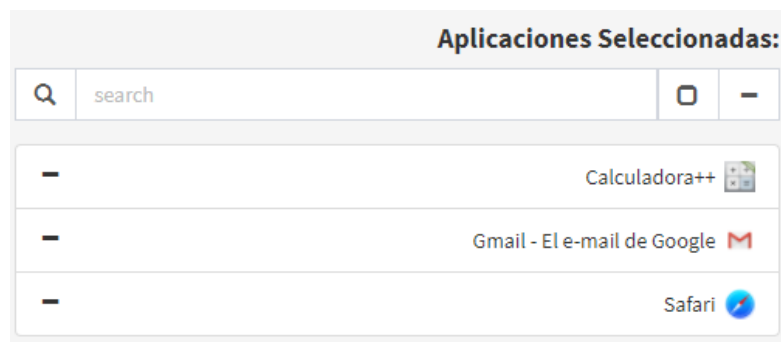 Aplicaciones Seleccionadas:
search
Calculadora++
Gmail - El e-mail de Google
Safari